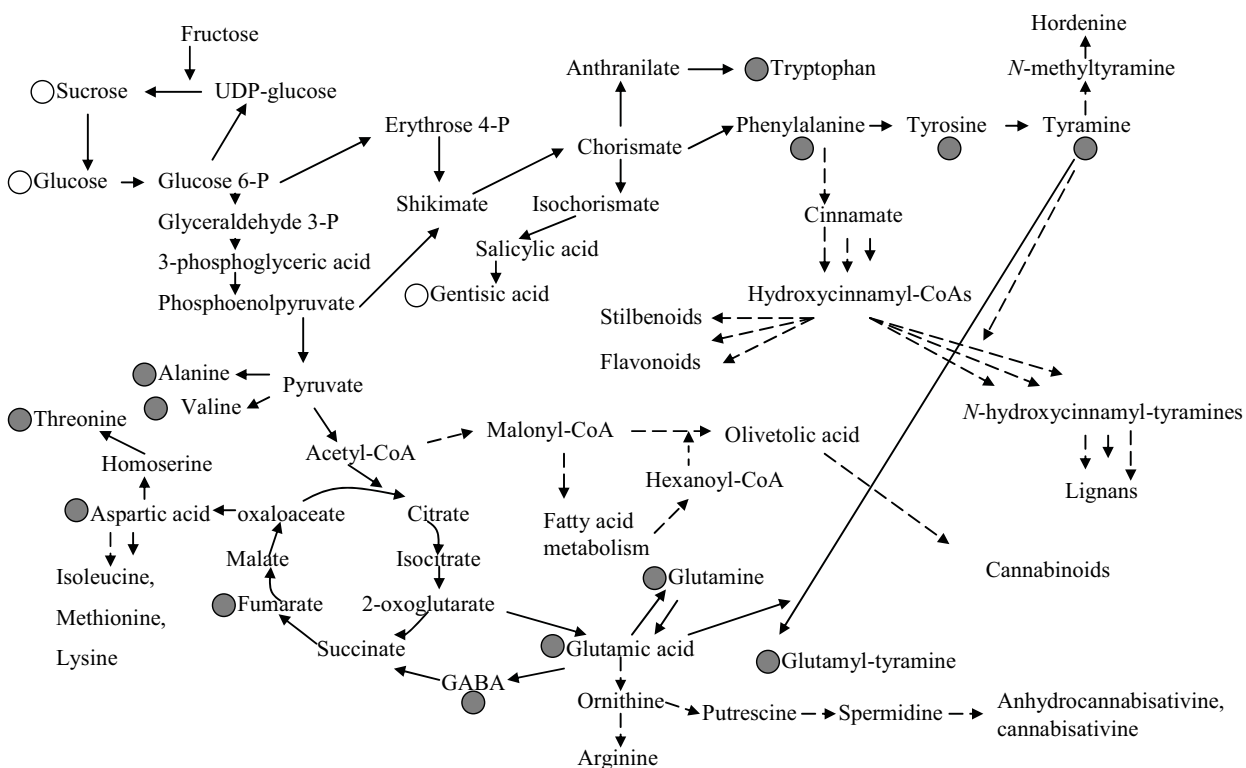 Hordenine
Fructose
Anthranilate
Tryptophan
N-methyltyramine
Sucrose
UDP-glucose
Erythrose 4-P
Phenylalanine
Tyrosine
Tyramine
Chorismate
Glucose
Glucose 6-P
Shikimate
Isochorismate
Cinnamate
Glyceraldehyde 3-P
Salicylic acid
3-phosphoglyceric acid
Gentisic acid
Hydroxycinnamyl-CoAs
Phosphoenolpyruvate
Stilbenoids
Flavonoids
Alanine
Pyruvate
Valine
Threonine
N-hydroxycinnamyl-tyramines
Malonyl-CoA
Olivetolic acid
Acetyl-CoA
Homoserine
Hexanoyl-CoA
Lignans
Aspartic acid
oxaloaceate
Citrate
Fatty acid
metabolism
Malate
Isocitrate
Cannabinoids
Isoleucine,
Methionine,
Lysine
Glutamine
Fumarate
2-oxoglutarate
Succinate
Glutamic acid
Glutamyl-tyramine
GABA
Ornithine
Putrescine
Spermidine
Anhydrocannabisativine,
cannabisativine
Arginine